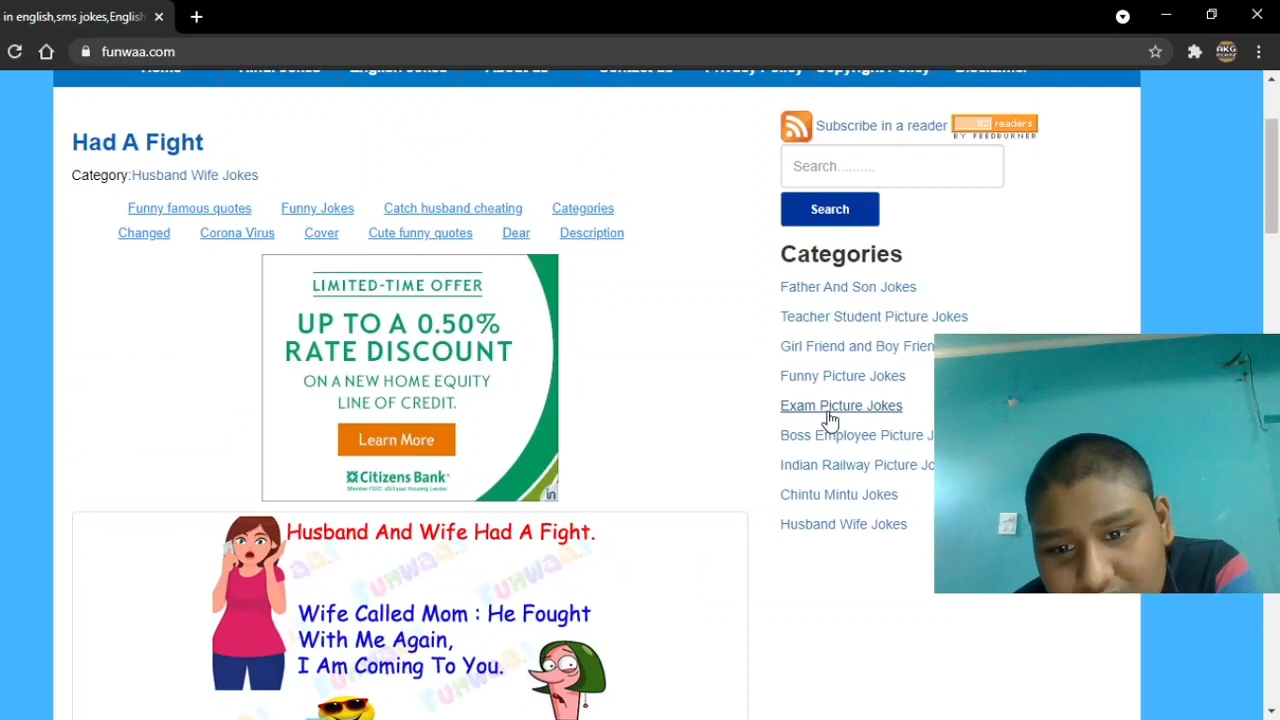 in english,sms jokes,English
funwaa.com
AKG
Had A Fight
Category:Husband Wife Jokes
Funny famous quotes Funny Jokes Catch husband cheating Categories
Changed Corona Virus Cover Cute funny quotes Dear Description
LIMITED-TIME OFFER
UP TO A 0.50%
RATE DISCOUNT
ON A NEW HOME EQUITY
LINE OF CREDIT.
Learn More
Citizens Bank
Husband And Wife Had A Fight.
Funwaa!
Wife Called Mom : He Fought
With Me Again,
I Am Coming To You.
Subscribe in a reader
82 readers
BY FEEDBURNER
Search..........
Search
Categories
Father And Son Jokes
Teacher Student Picture Jokes
Girl Friend and Boy Frien
Funny Picture Jokes
Exam Picture Jokes
Boss Employee Picture J
Indian Railway Picture Jo
Chintu Mintu Jokes
Husband Wife Jokes